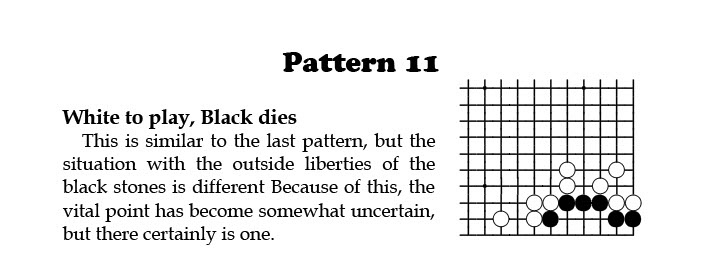 Pattern 11
White to play, Black dies
This is similar to the last pattern, but the
situation with the outside liberties of the
black stones is different Because of this, the
vital point has become somewhat uncertain,
but there certainly is one.